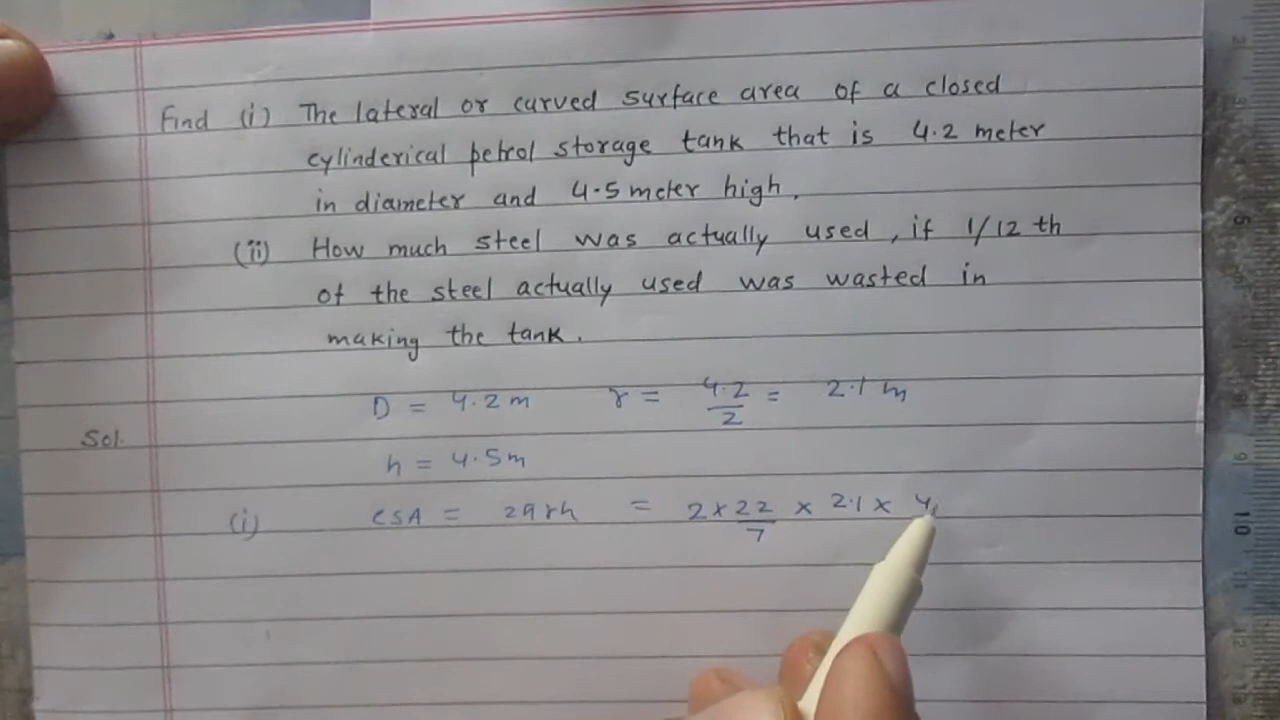 Find (i) The lateral or curved surface area of a closed
cylinderical petrol storage tank that is 4.2 meter
in diameter and 4.5 meter high.
(ii) How much steel was actually used, if 1/12 th
of the steel actually used was wasted in
making the tank.
D = 4.2 m r = 4.2/2 = 2.1 m
Sol.
h = 4.5m
(i) CSA = 2πrh = 2 × 22/7 × 2.1 × 4.